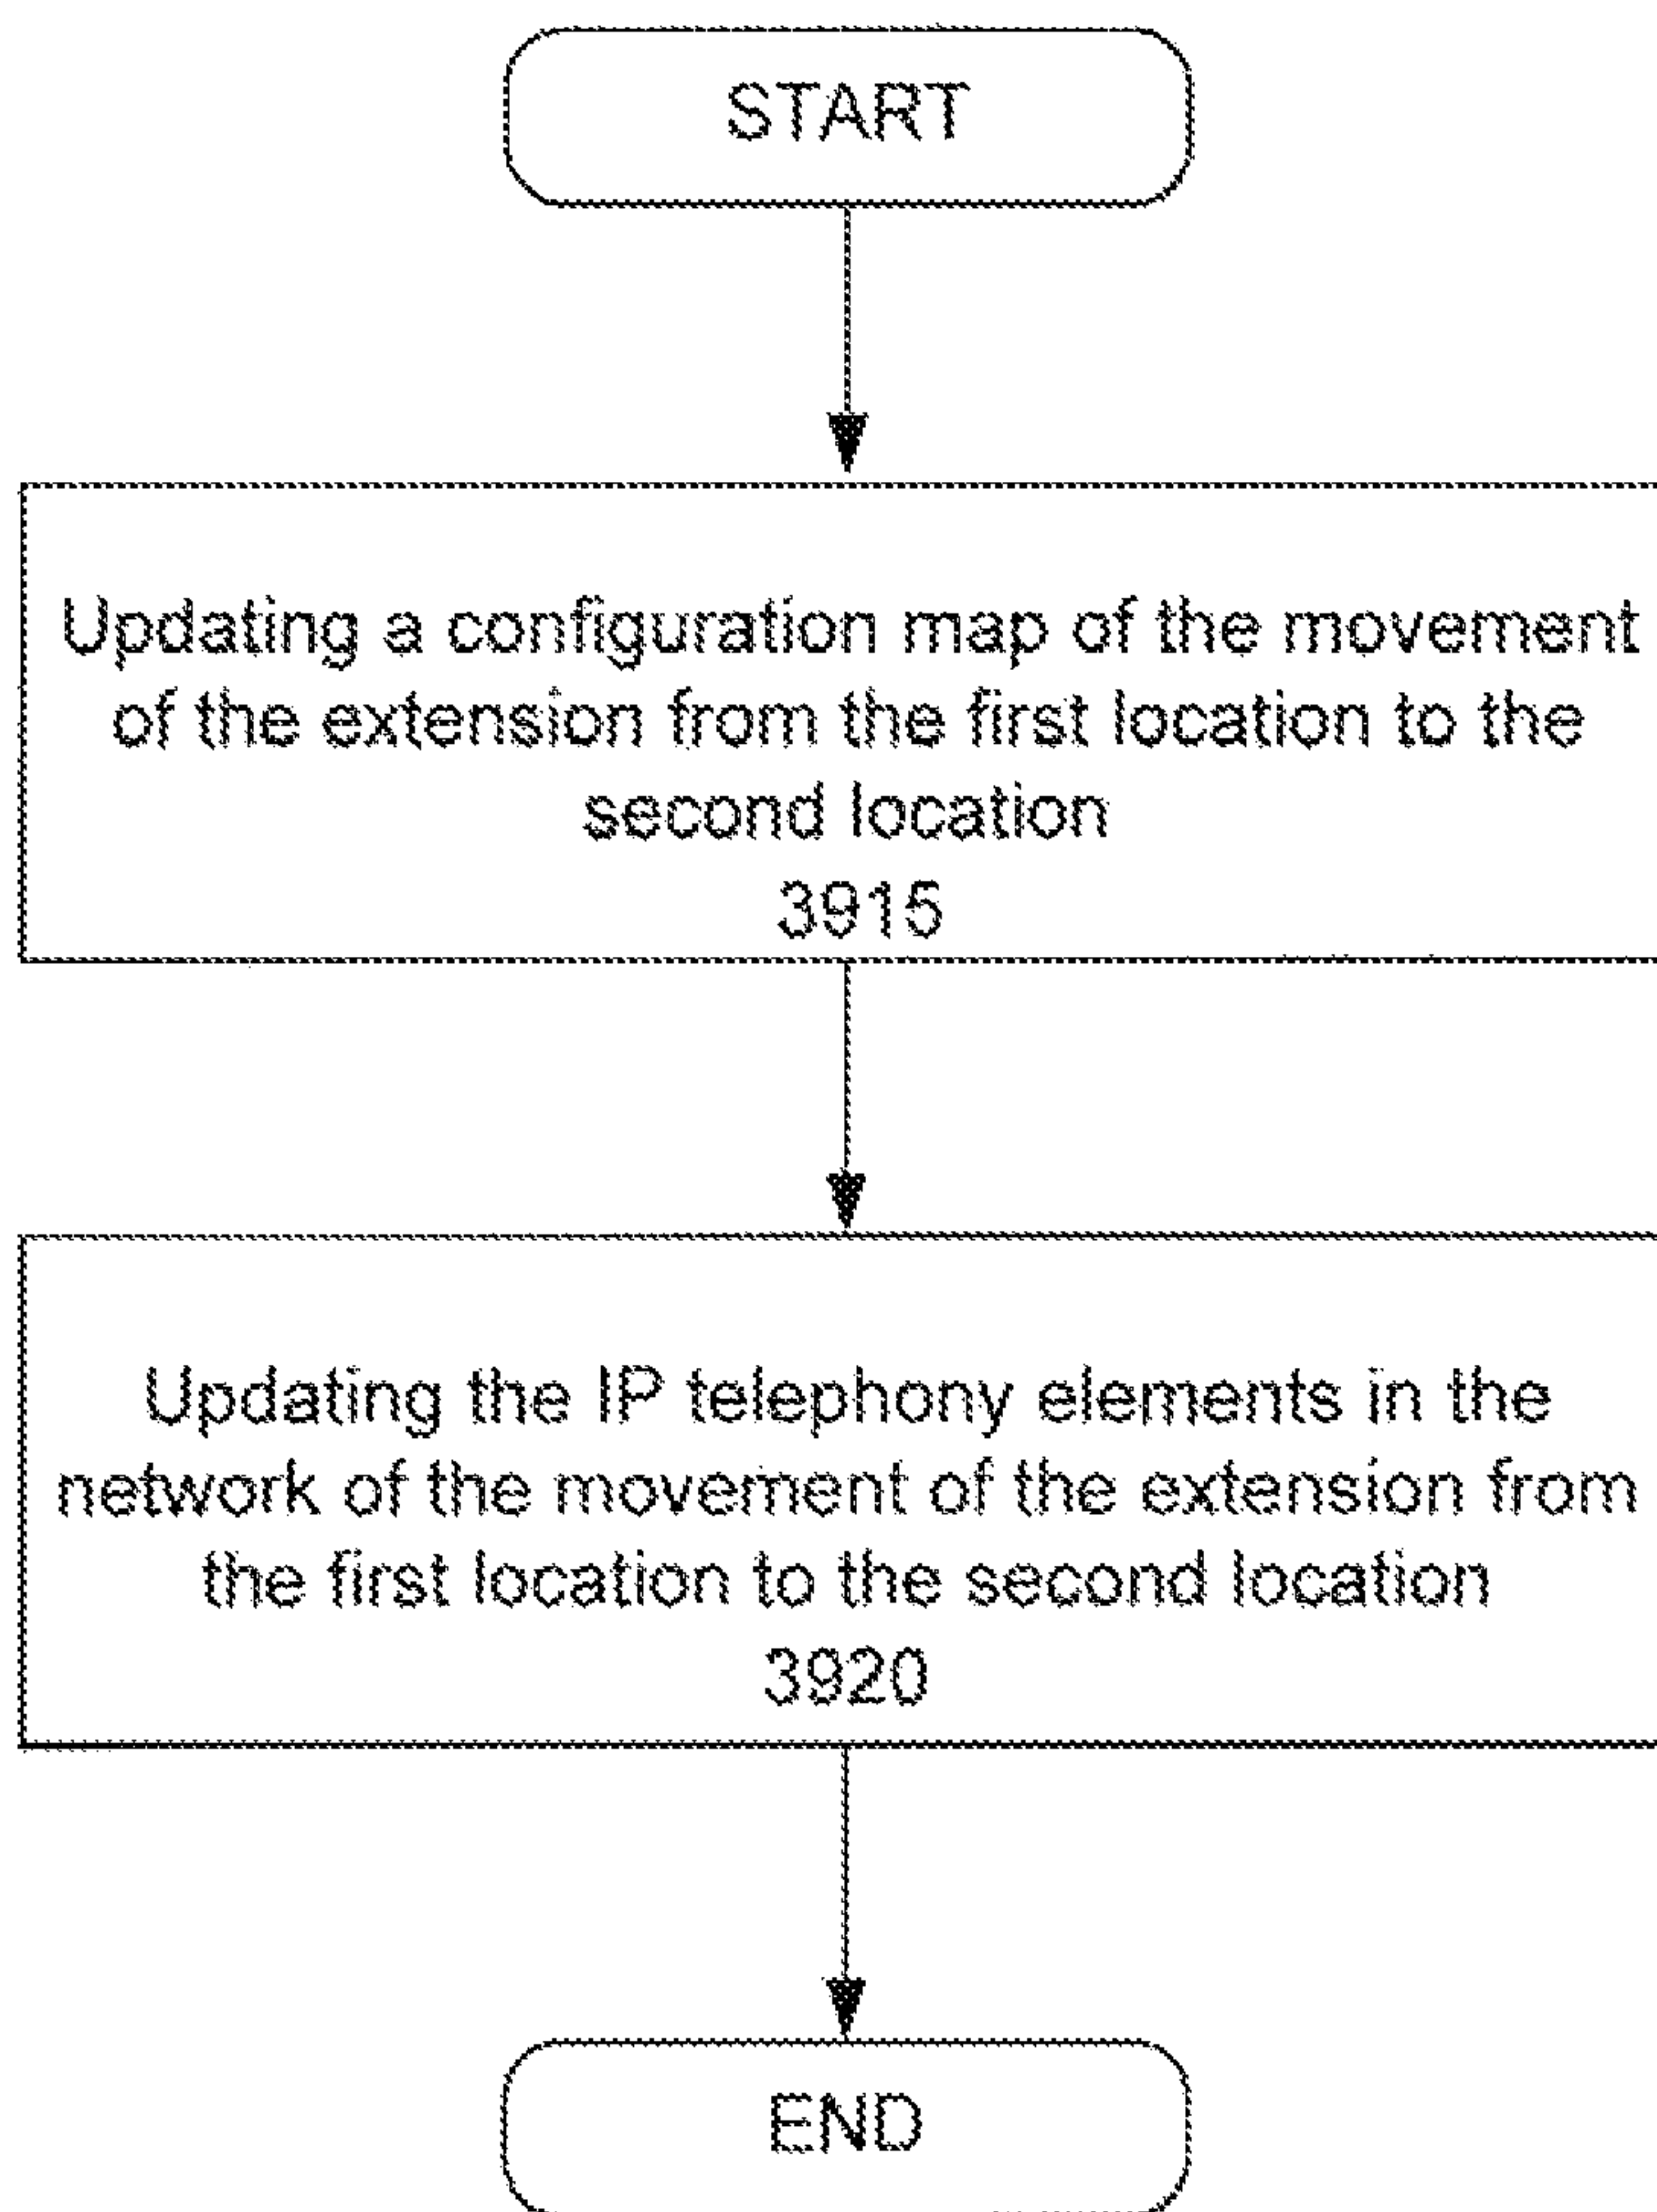 START
Updating a configuration map of the movement
of the extension from the first location to the
second location
3915
Updating the IP telephony elements in the
network of the movement of the extension from
the first location to the second location
3920
END